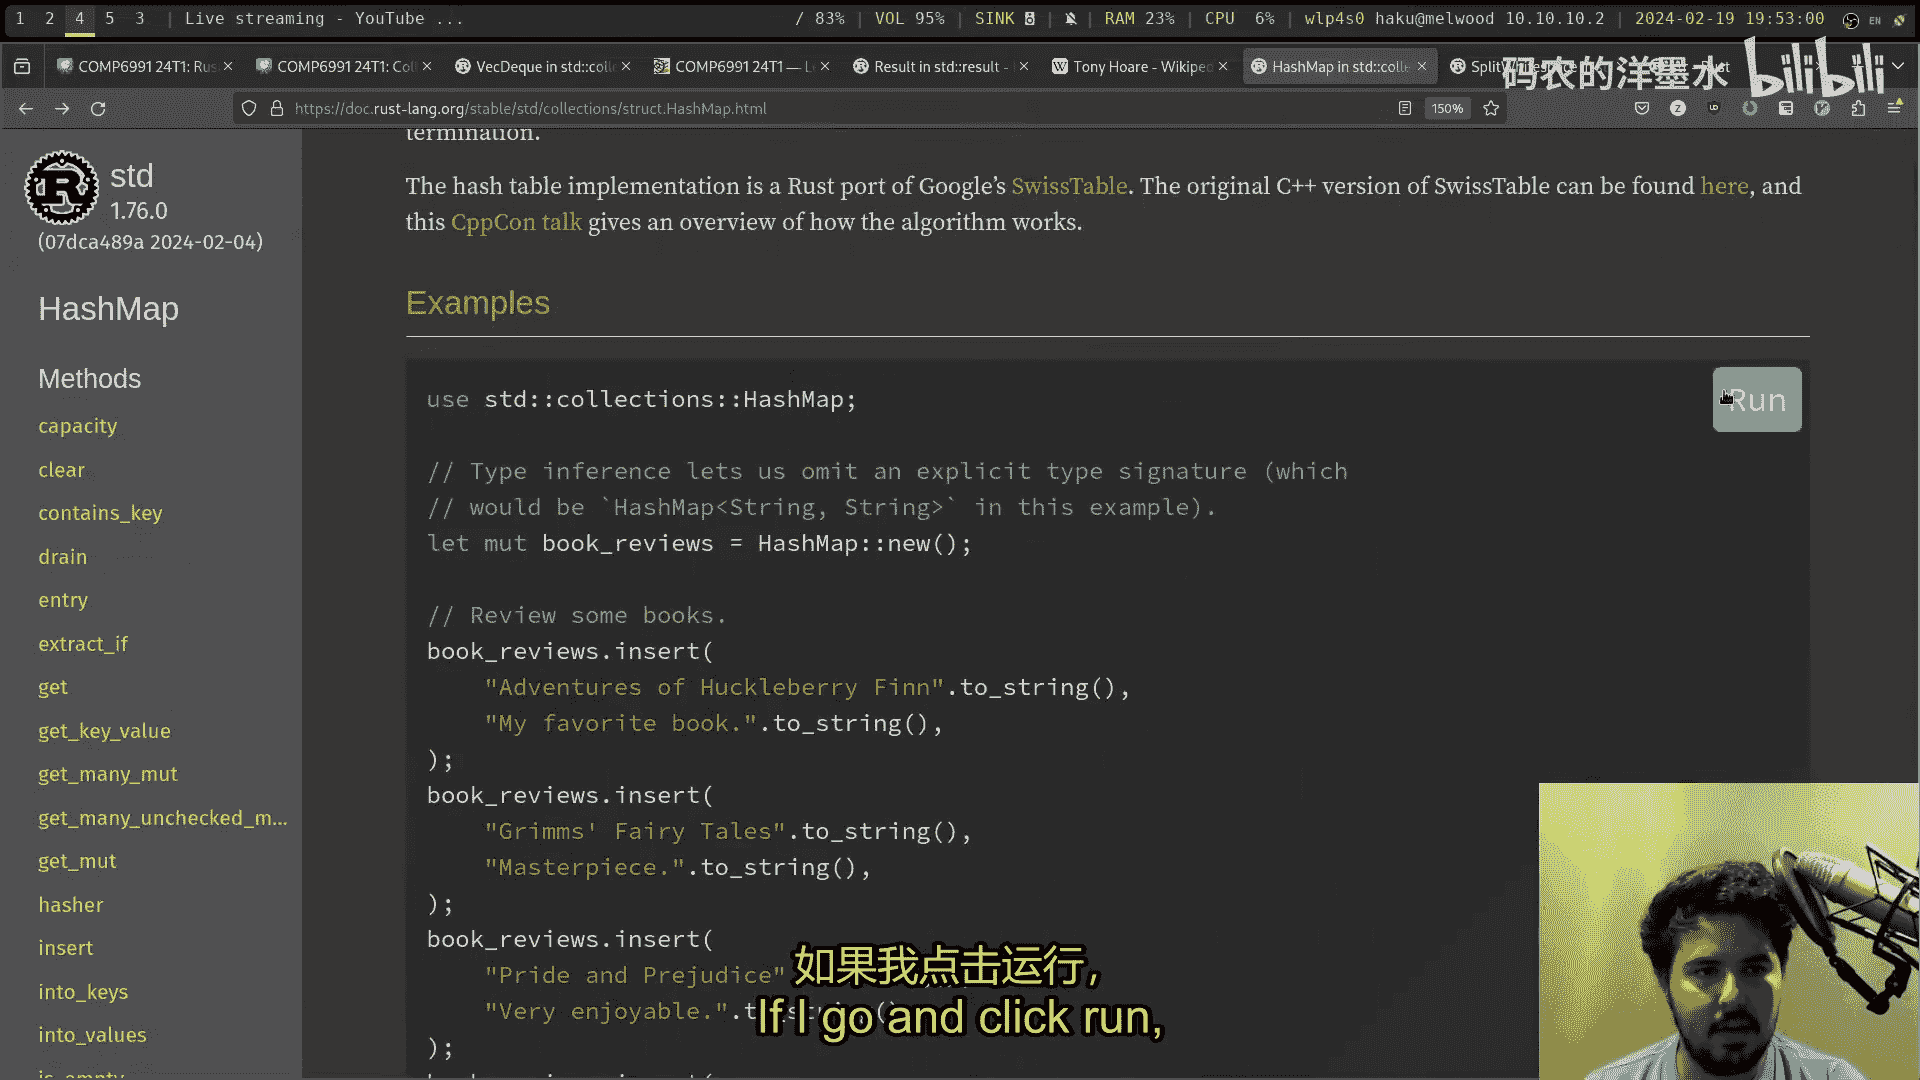 1 2 4 5 3 | Live streaming - YouTube ... / 83% | VOL 95% | SINK | | RAM 23% | CPU 6% | wlp4s0 haku@melwood 10.10.10.2 | 2024-02-19 19:53:00 EN
COMP6991 24T1: Rus × COMP6991 24T1: Col × VecDeque in std::colle × COMP6991 24T1 — Le × Result in std::result - × Tony Hoare - Wikiped × HashMap in std::colle ×
码农的洋墨水 bilibili
https://doc.rust-lang.org/stable/std/collections/struct.HashMap.html 150%
std
1.76.0
(07dca489a 2024-02-04)
HashMap
Methods
capacity
clear
contains_key
drain
entry
extract_if
get
get_key_value
get_many_mut
get_many_unchecked_m...
get_mut
hasher
insert
into_keys
into_values
is_empty
termination.
The hash table implementation is a Rust port of Google’s SwissTable. The original C++ version of SwissTable can be found here, and
this CppCon talk gives an overview of how the algorithm works.
Examples
Run
use std::collections::HashMap;
// Type inference lets us omit an explicit type signature (which
// would be `HashMap<String, String>` in this example).
let mut book_reviews = HashMap::new();
// Review some books.
book_reviews.insert(
"Adventures of Huckleberry Finn".to_string(),
"My favorite book.".to_string(),
);
book_reviews.insert(
"Grimms' Fairy Tales".to_string(),
"Masterpiece.".to_string(),
);
book_reviews.insert(
"Pride and Prejudice"
"Very enjoyable."
);
如果我点击运行，
If I go and click run,